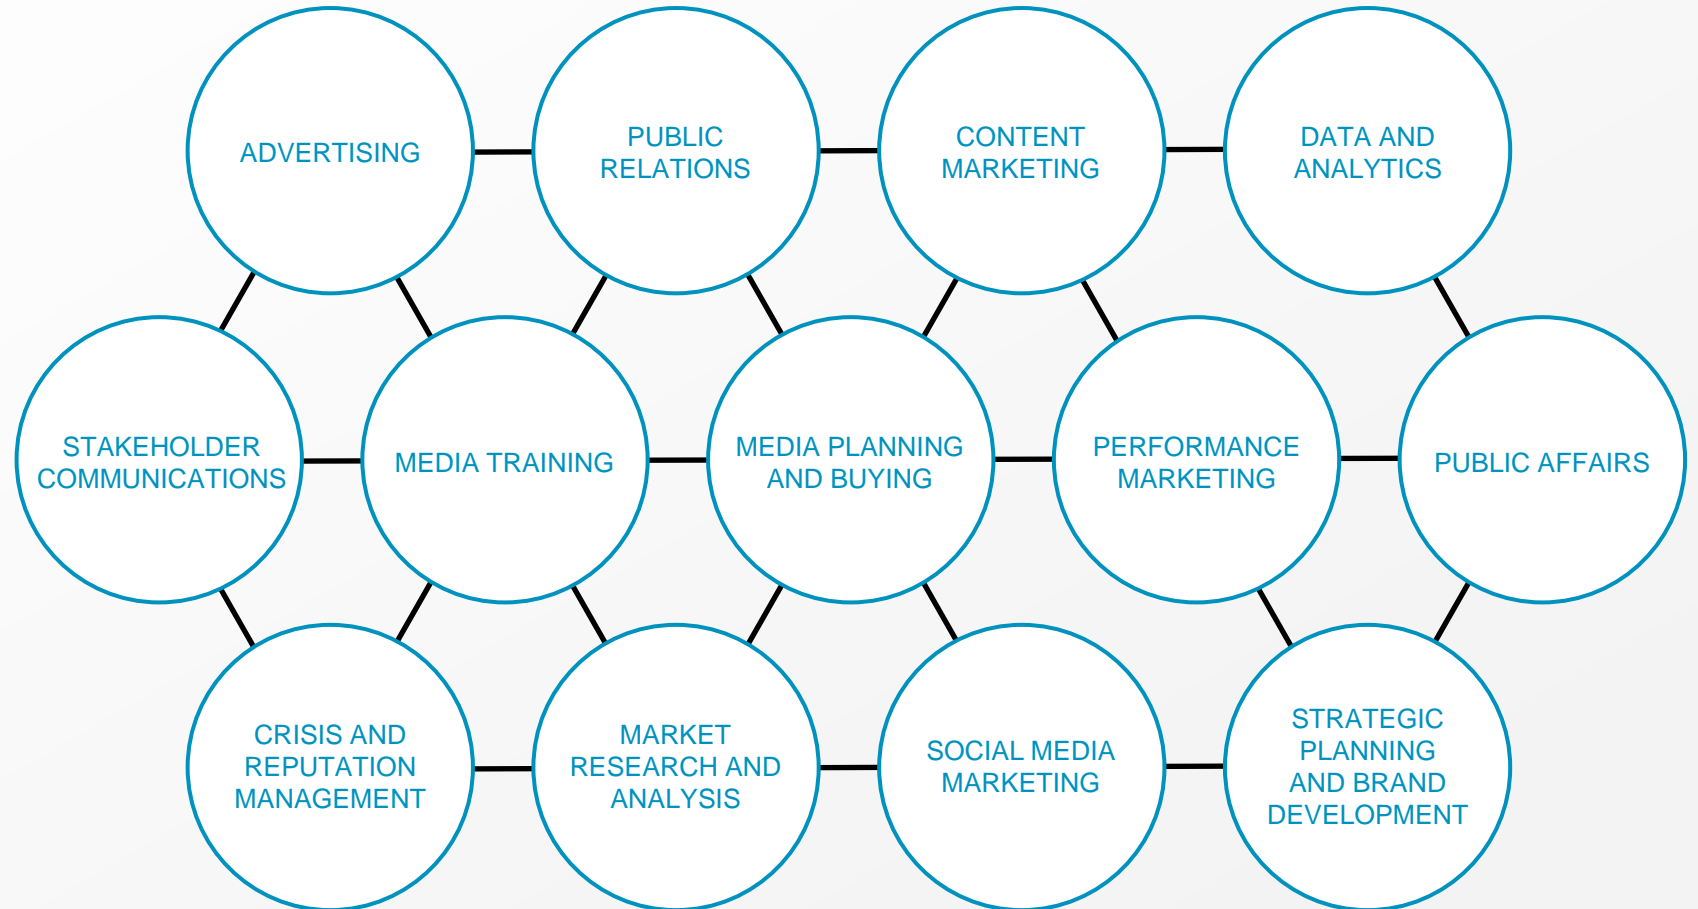 ADVERTISING
PUBLIC
RELATIONS
CONTENT
MARKETING
DATA AND
ANALYTICS
STAKEHOLDER
COMMUNICATIONS
MEDIA TRAINING
MEDIA PLANNING
AND BUYING
PERFORMANCE
MARKETING
PUBLIC AFFAIRS
CRISIS AND
REPUTATION
MANAGEMENT
MARKET
RESEARCH AND
ANALYSIS
SOCIAL MEDIA
MARKETING
STRATEGIC
PLANNING
AND BRAND
DEVELOPMENT